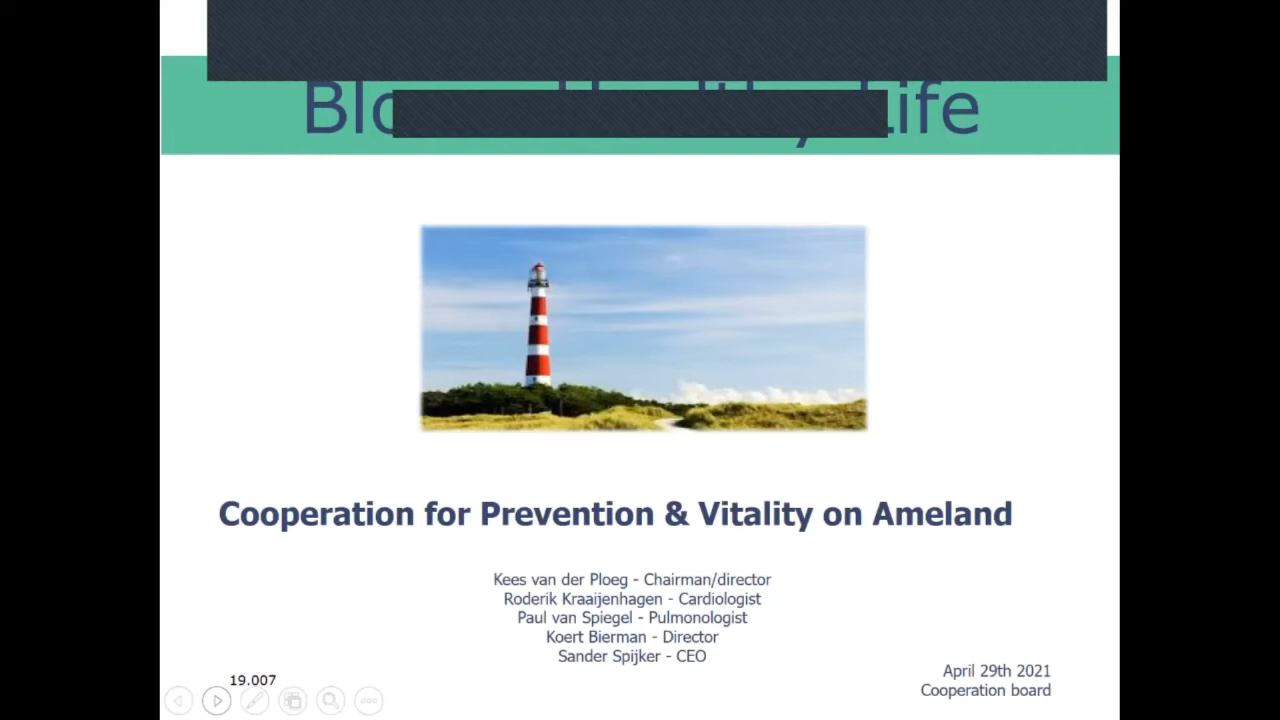 Life
Cooperation for Prevention & Vitality on Ameland
Kees van der Ploeg - Chairman/director
Roderik Kraaijenhagen - Cardiologist
Paul van Spiegel - Pulmonologist
Koert Bierman - Director
Sander Spijker - CEO
April 29th 2021
Cooperation board
19.007